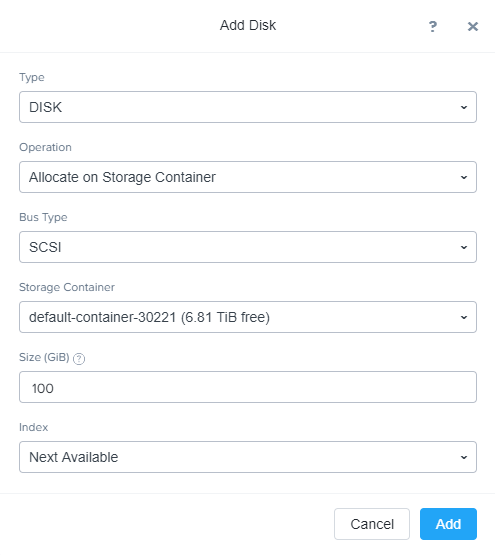 Add Disk
?
×
Type
DISK
Operation
Allocate on Storage Container
Bus Type
SCSI
Storage Container
default-container-30221 (6.81 TiB free)
Size (GiB) ?
100
Index
Next Available
Cancel
Add